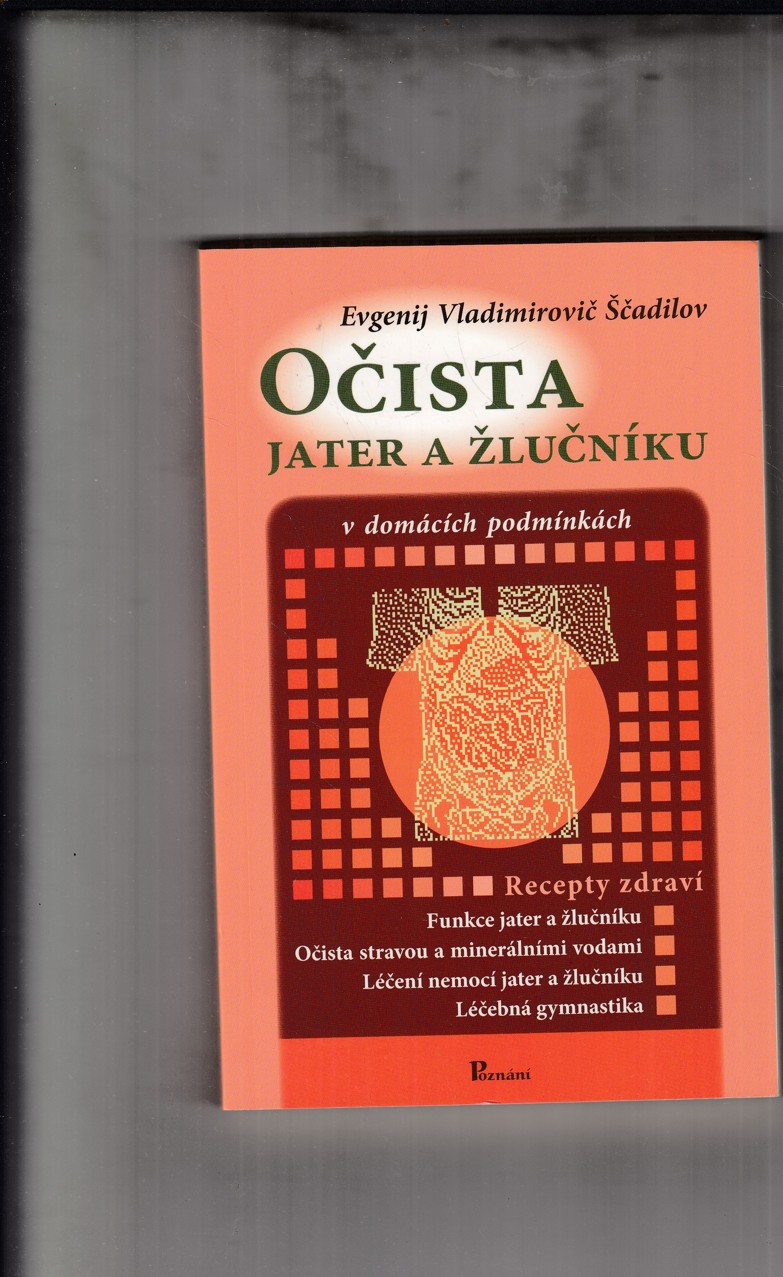 Evgenij Vladimirovič Ščadilov
OČISTA
JATER A ŽLUČNÍKU
v domácích podmínkách
Recepty zdraví
Funkce jater a žlučníku
Očista stravou a minerálními vodami
Léčení nemocí jater a žlučníku
Léčebná gymnastika
Poznání